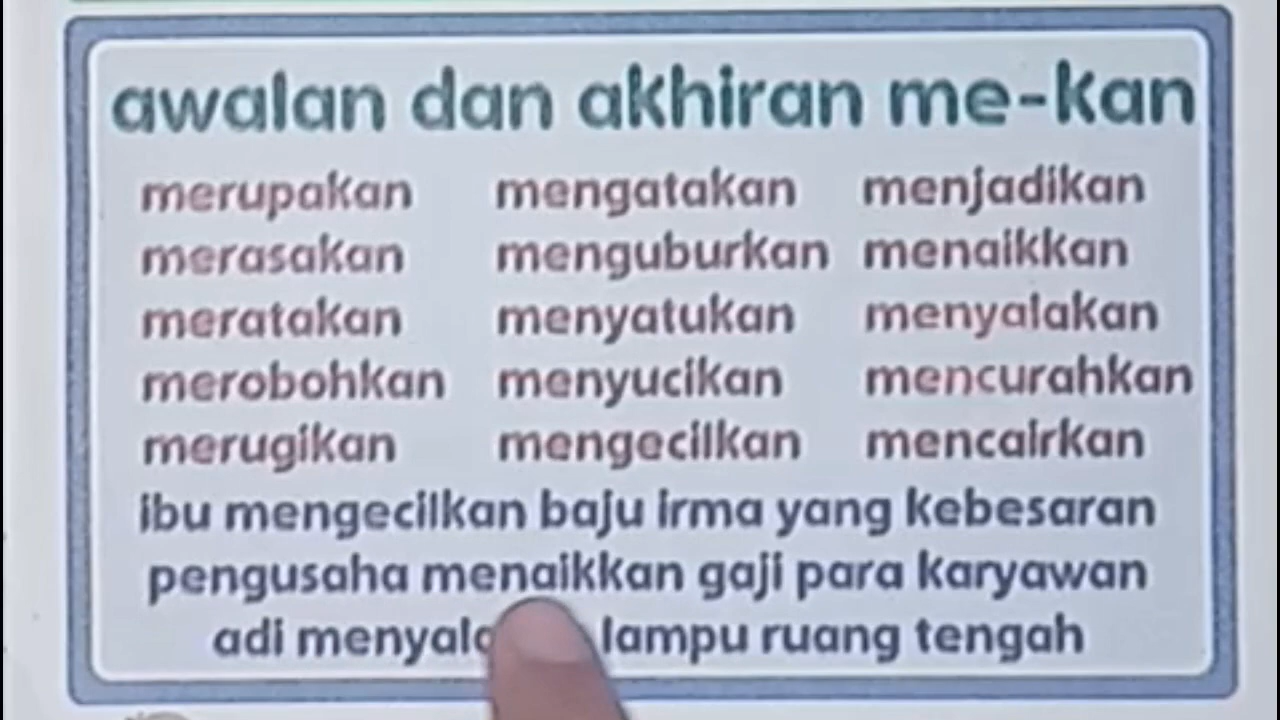 awalan dan akhiran me-kan
merupakan mengatakan menjadikan
merasakan menguburkan menaikkan
meratakan menyatukan menyalakan
merobohkan menyucikan mencurahkan
merugikan mengecilkan mencairkan
ibu mengecilkan baju irma yang kebesaran
pengusaha menaikkan gaji para karyawan
adi lampu ruang tengah